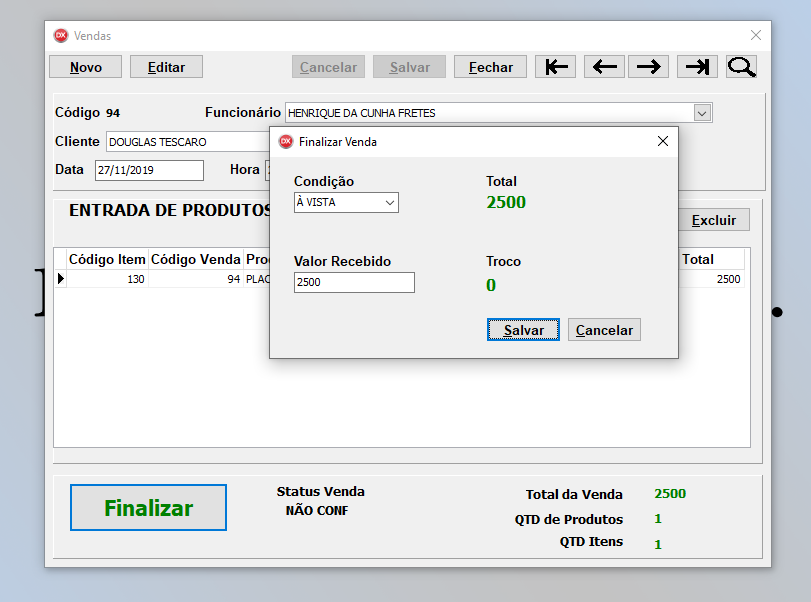 Vendas
Novo Editar Cancelar Salvar Fechar
Código 94 Funcionário HENRIQUE DA CUNHA FRETES
Cliente DOUGLAS TESCARO
Data 27/11/2019 Hora
ENTRADA DE PRODUTOS
Excluir
Código Item Código Venda Total
130 94 2500
Finalizar Venda
Condição Total
À VISTA 2500
Valor Recebido Troco
2500 0
Salvar Cancelar
Finalizar
Status Venda
NÃO CONF
Total da Venda 2500
QTD de Produtos 1
QTD Itens 1